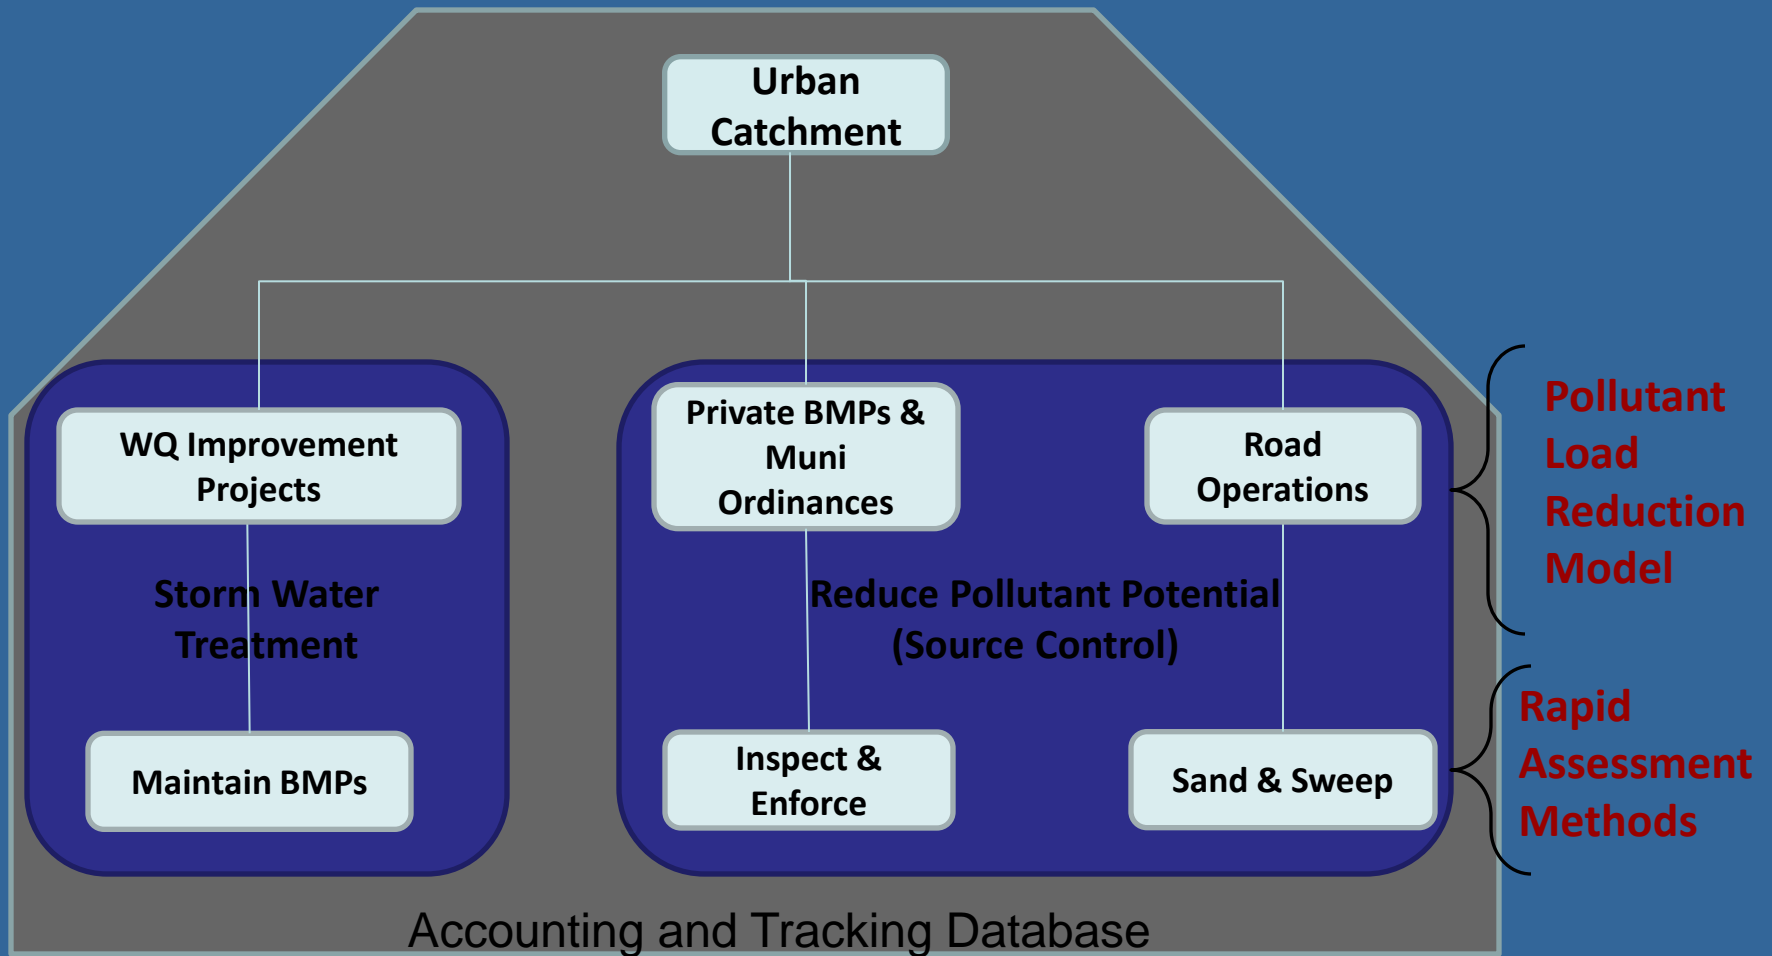 Urban
Catchment
WQ Improvement
Projects
Private BMPs &
Muni
Ordinances
Road
Operations
Pollutant
Load
Reduction
Model
Storm Water
Treatment
Reduce Pollutant Potential
(Source Control)
Maintain BMPs
Inspect &
Enforce
Sand & Sweep
Rapid
Assessment
Methods
Accounting and Tracking Database